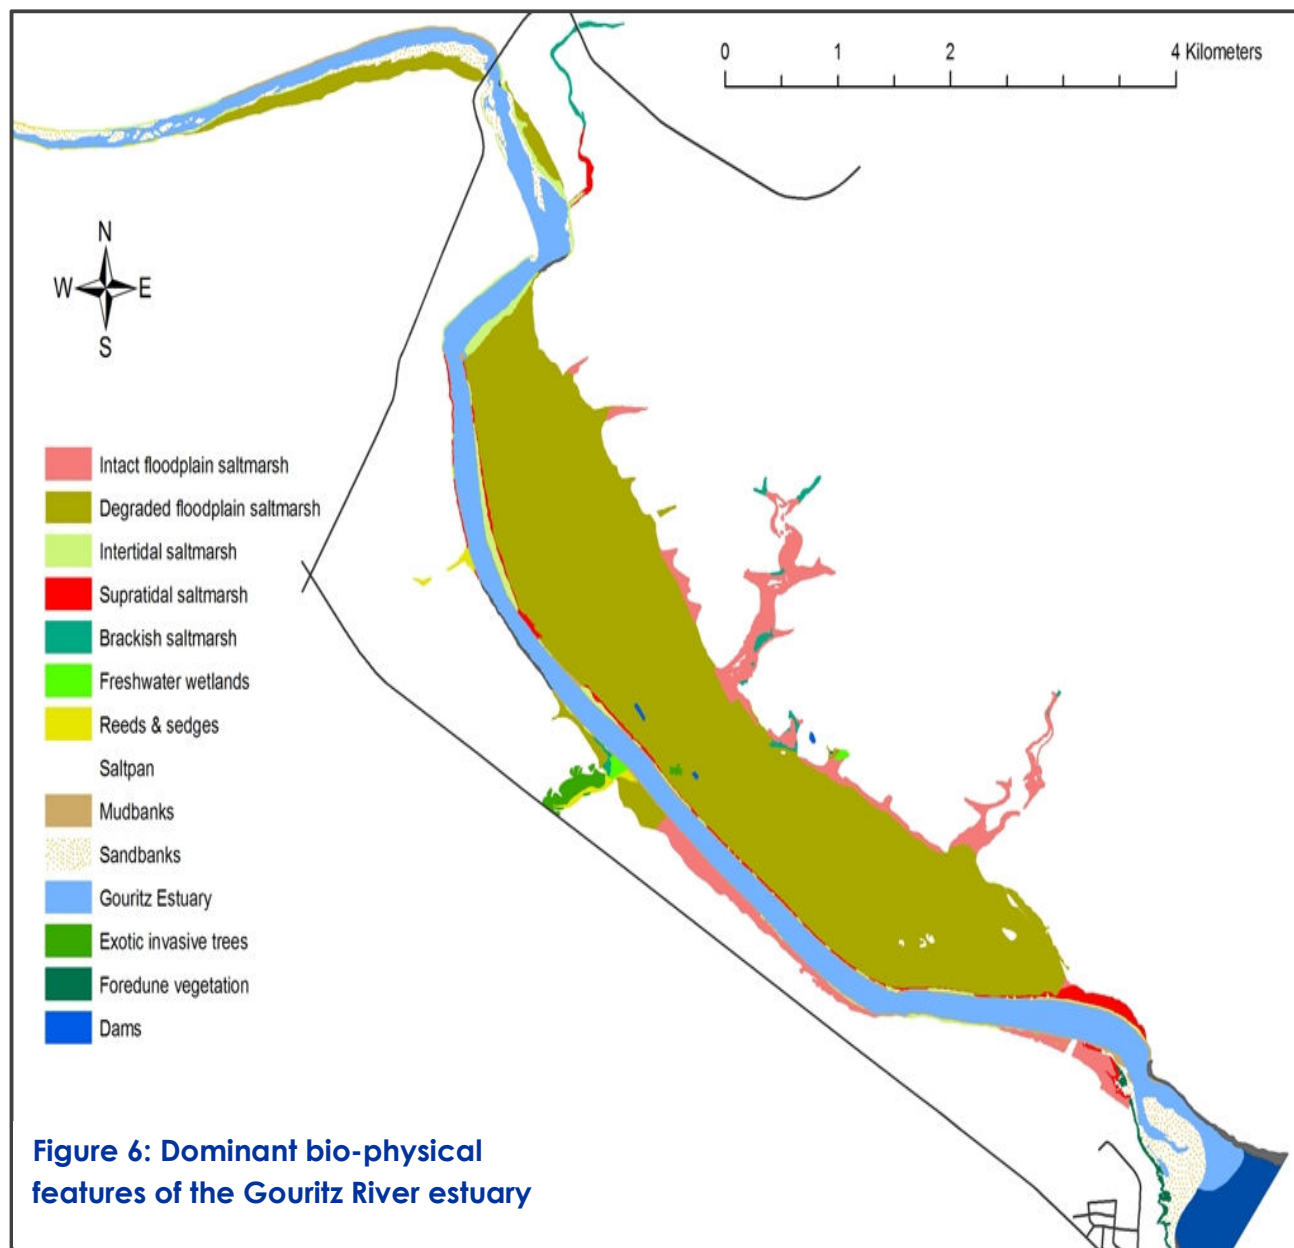 0 1 2 4 Kilometers
N
W E
S
Intact floodplain saltmarsh
Degraded floodplain saltmarsh
Intertidal saltmarsh
Supratidal saltmarsh
Brackish saltmarsh
Freshwater wetlands
Reeds & sedges
Saltpan
Mudbanks
Sandbanks
Gouritz Estuary
Exotic invasive trees
Foredune vegetation
Dams
Figure 6: Dominant bio-physical
features of the Gouritz River estuary